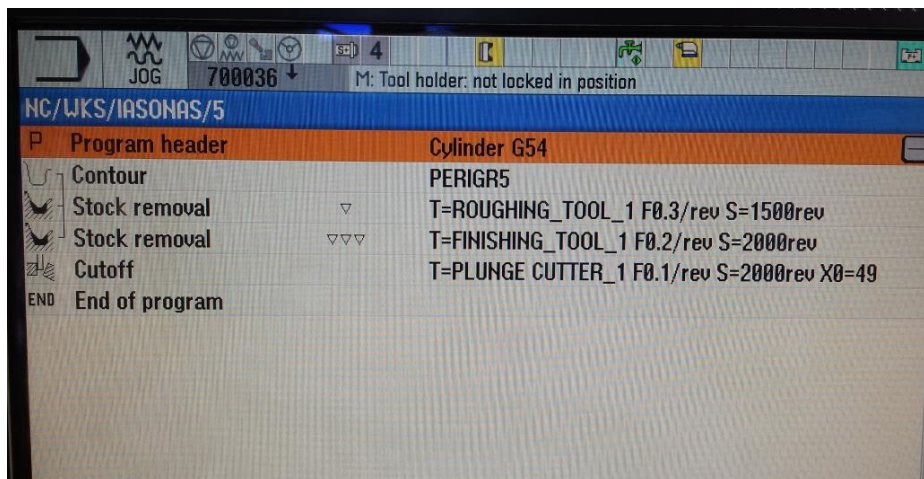 S 4
JOG 700036 M: Tool holder: not locked in position
NC/WKS/IASONAS/5
P Program header Cylinder G54
Contour PERIGR5
Stock removal T=ROUGHING_TOOL_1 F0.3/rev S=1500rev
Stock removal T=FINISHING_TOOL_1 F0.2/rev S=2000rev
Cutoff T=PLUNGE CUTTER_1 F0.1/rev S=2000rev X0=49
END End of program